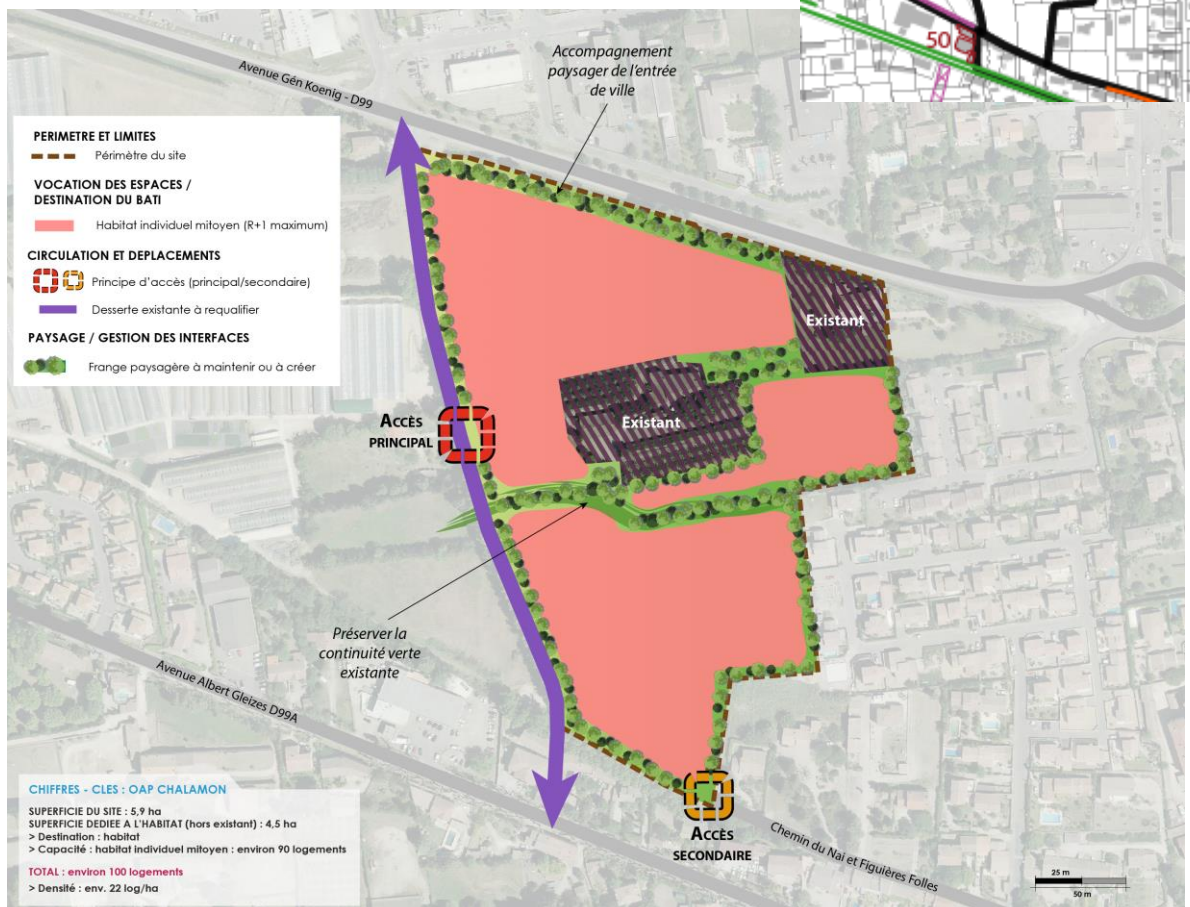 50
Accompagnement
paysager de l'entrée
de ville
Avenue Gén Koenig - D99
PERIMETRE ET LIMITES
Périmètre du site
VOCATION DES ESPACES /
DESTINATION DU BATI
Habitat individuel mitoyen (R+1 maximum)
CIRCULATION ET DEPLACEMENTS
Principe d'accès (principal/secondaire)
Desserte existante à requalifier
PAYSAGE / GESTION DES INTERFACES
Frange paysagère à maintenir ou à créer
Existant
Existant
ACCÈS
PRINCIPAL
Préserver la
continuité verte
existante
Avenue Albert Gleizes D99A
CHIFFRES - CLES : OAP CHALAMON
SUPERFICIE DU SITE : 5,9 ha
SUPERFICIE DEDIEE A L'HABITAT (hors existant) : 4,5 ha
> Destination : habitat
> Capacité : habitat individuel mitoyen : environ 90 logements
TOTAL : environ 100 logements
> Densité : env. 22 log/ha
ACCÈS
SECONDAIRE
Chemin du Nai et Figuières Folles
25 m
50 m